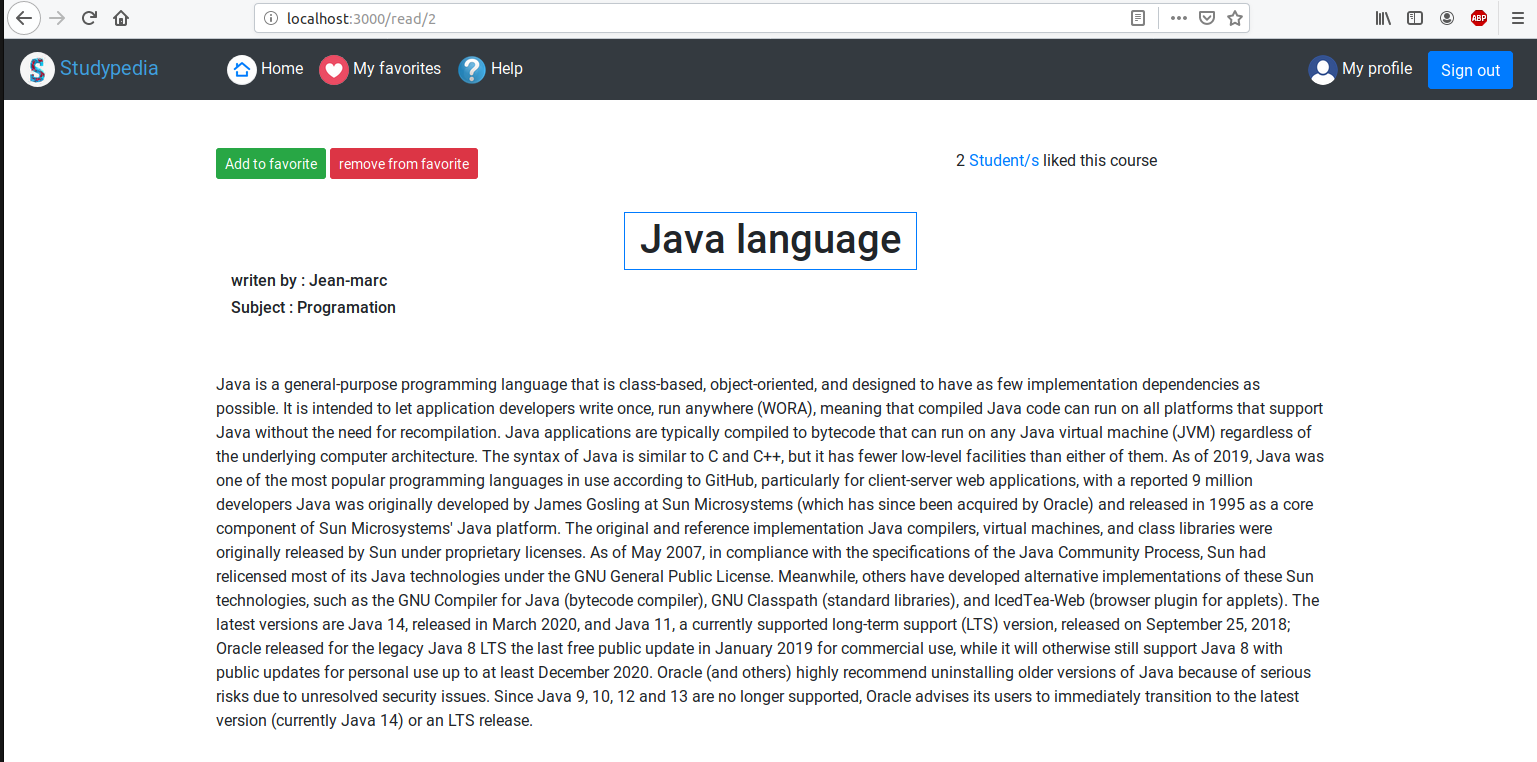 localhost:3000/read/2
ABP
S Studypedia Home My favorites ? Help My profile Sign out
Add to favorite remove from favorite 2 Student/s liked this course
Java language
writen by : Jean-marc
Subject : Programation
Java is a general-purpose programming language that is class-based, object-oriented, and designed to have as few implementation dependencies as
possible. It is intended to let application developers write once, run anywhere (WORA), meaning that compiled Java code can run on all platforms that support
Java without the need for recompilation. Java applications are typically compiled to bytecode that can run on any Java virtual machine (JVM) regardless of
the underlying computer architecture. The syntax of Java is similar to C and C++, but it has fewer low-level facilities than either of them. As of 2019, Java was
one of the most popular programming languages in use according to GitHub, particularly for client-server web applications, with a reported 9 million
developers Java was originally developed by James Gosling at Sun Microsystems (which has since been acquired by Oracle) and released in 1995 as a core
component of Sun Microsystems' Java platform. The original and reference implementation Java compilers, virtual machines, and class libraries were
originally released by Sun under proprietary licenses. As of May 2007, in compliance with the specifications of the Java Community Process, Sun had
relicensed most of its Java technologies under the GNU General Public License. Meanwhile, others have developed alternative implementations of these Sun
technologies, such as the GNU Compiler for Java (bytecode compiler), GNU Classpath (standard libraries), and IcedTea-Web (browser plugin for applets). The
latest versions are Java 14, released in March 2020, and Java 11, a currently supported long-term support (LTS) version, released on September 25, 2018;
Oracle released for the legacy Java 8 LTS the last free public update in January 2019 for commercial use, while it will otherwise still support Java 8 with
public updates for personal use up to at least December 2020. Oracle (and others) highly recommend uninstalling older versions of Java because of serious
risks due to unresolved security issues. Since Java 9, 10, 12 and 13 are no longer supported, Oracle advises its users to immediately transition to the latest
version (currently Java 14) or an LTS release.